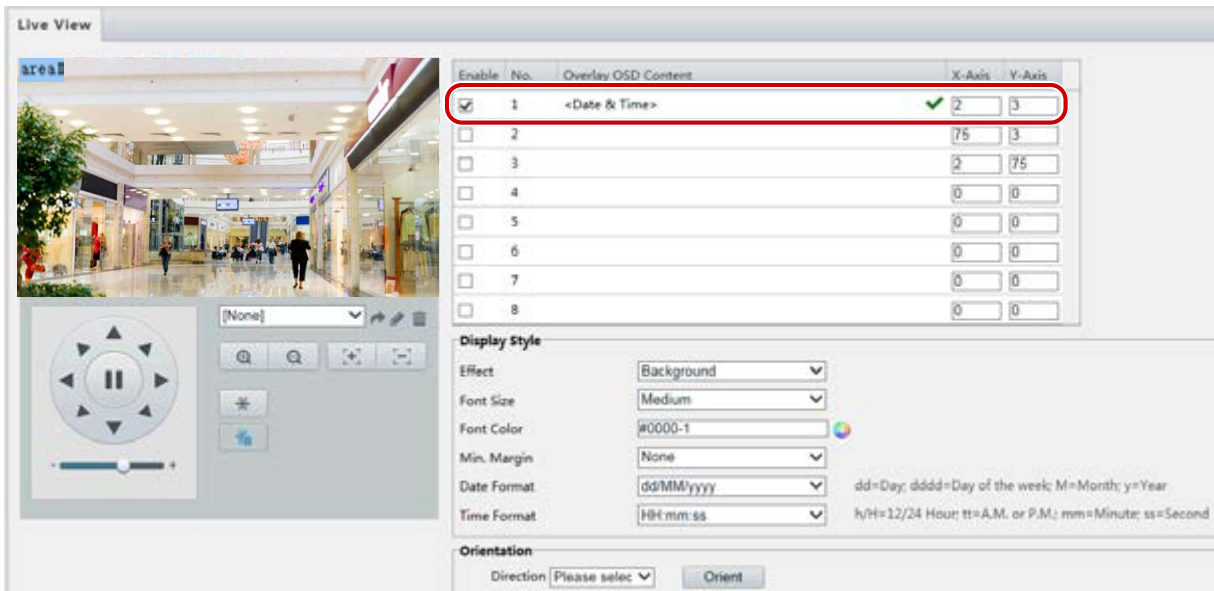 Live View
area1
Enable No. Overlay OSD Content X-Axis Y-Axis
1 <Date & Time> 2 3
2 75 3
3 2 75
4 0 0
5 0 0
6 0 0
7 0 0
8 0 0
[None]
Display Style
Effect Background
Font Size Medium
Font Color #0000-1
Min. Margin None
Date Format dd/MM/yyyy dd=Day; dddd=Day of the week; M=Month; y=Year
Time Format HH:mm:ss h/H=12/24 Hour; tt=A.M. or P.M.; mm=Minute; ss=Second
Orientation
Direction Please selec Orient